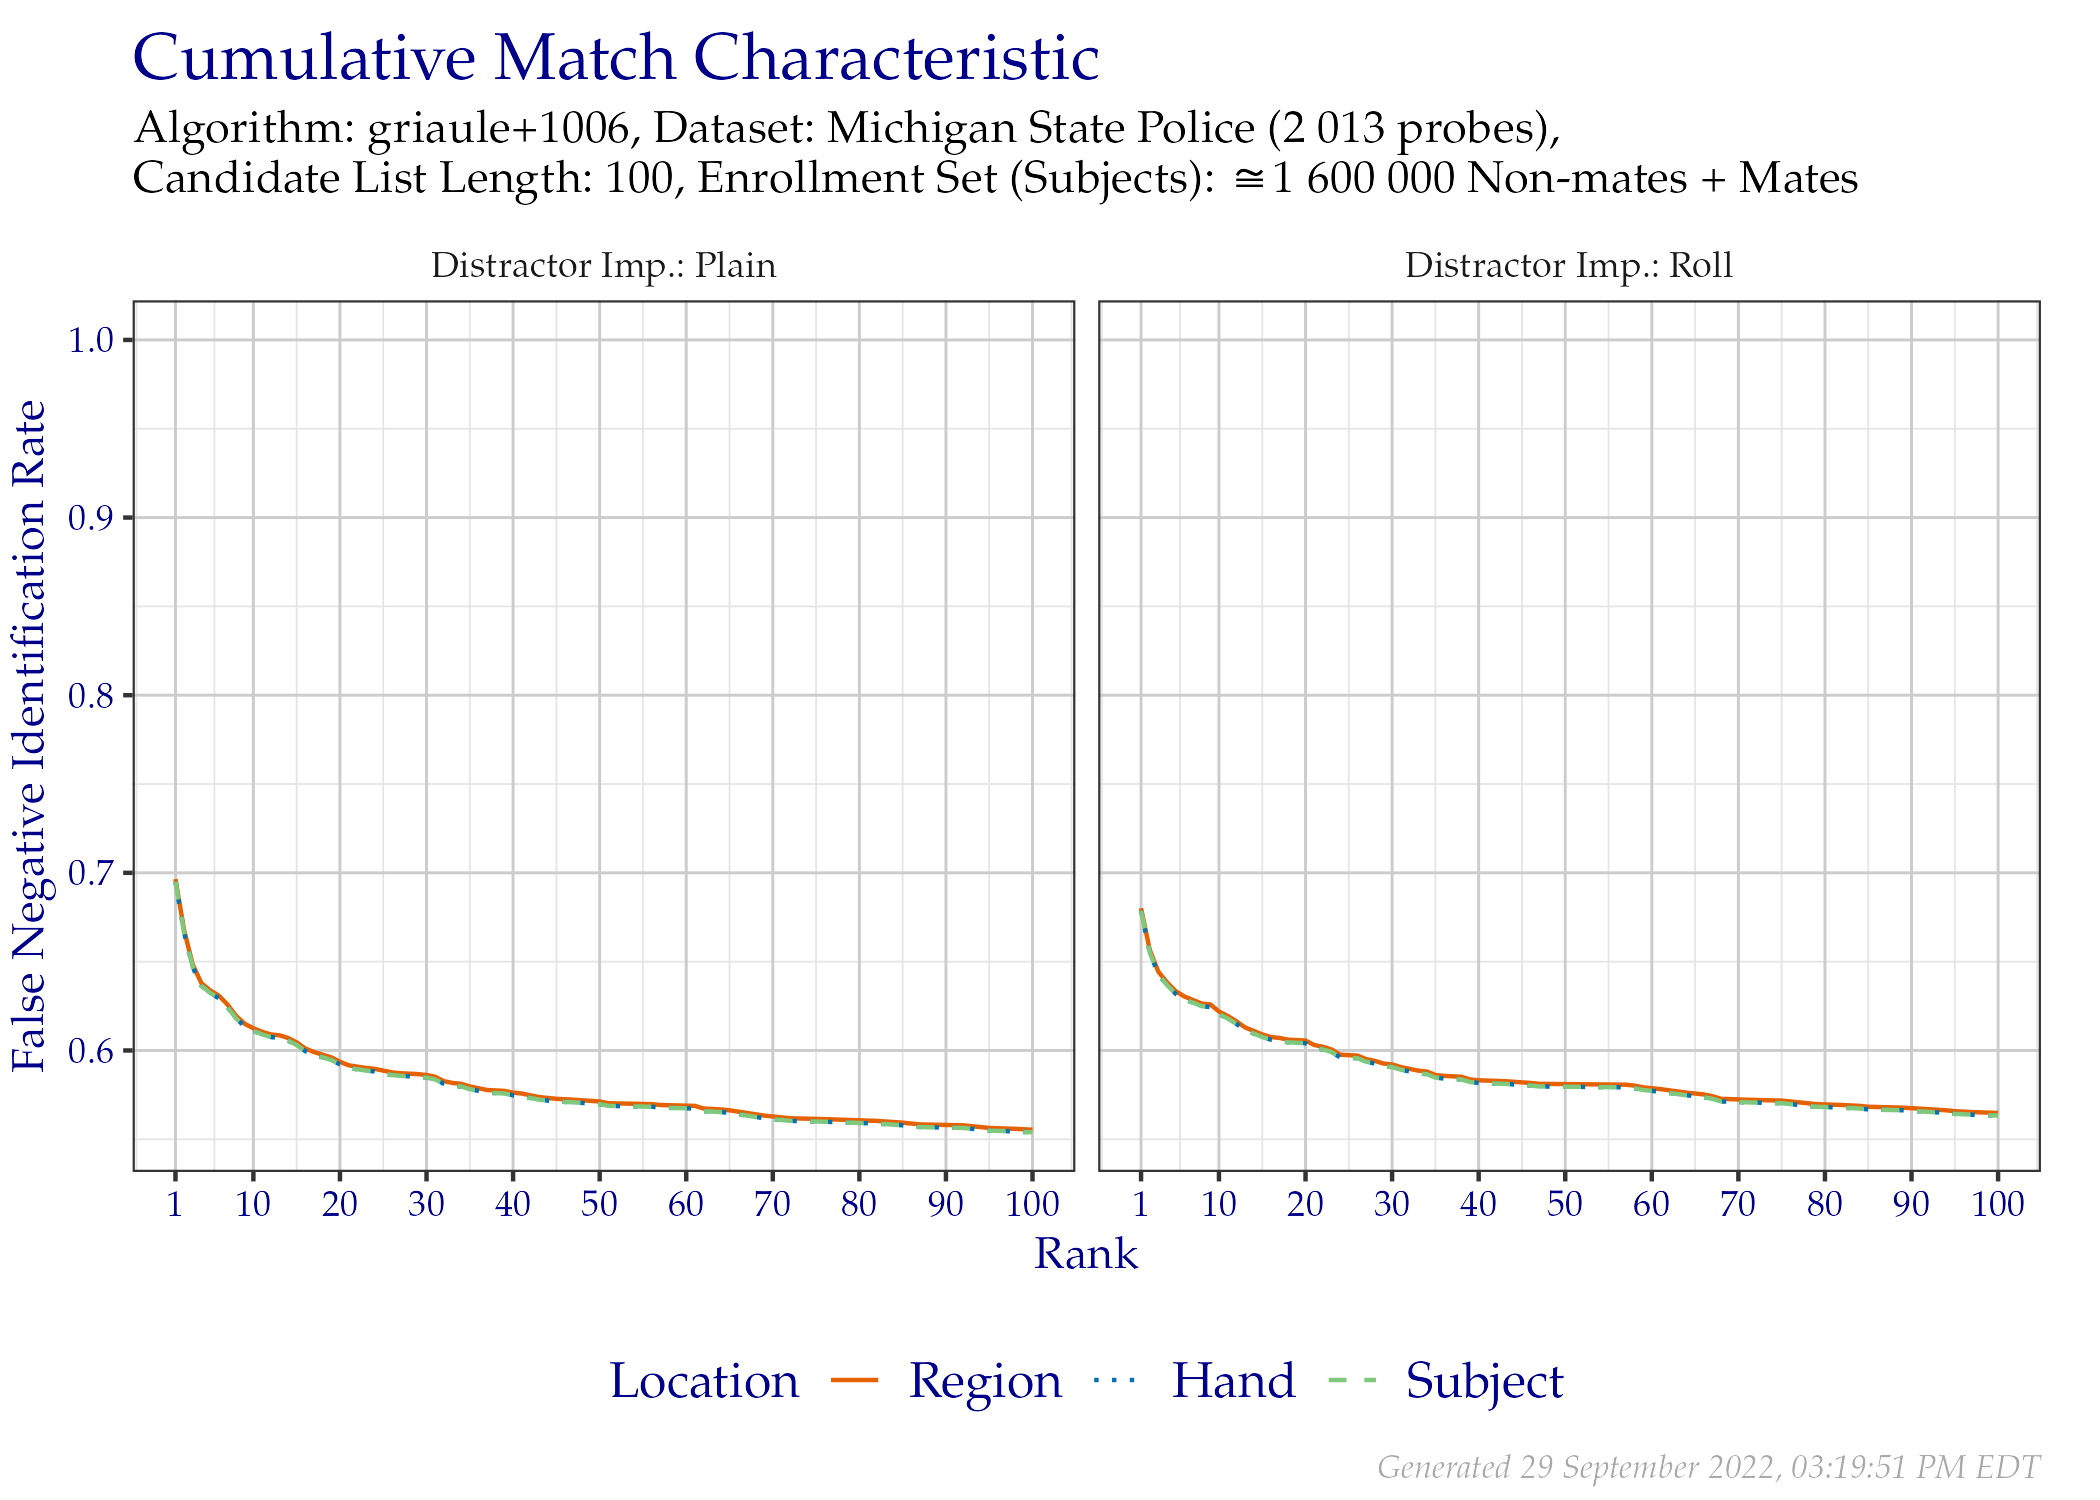 Cumulative Match Characteristic
Algorithm: griaule+1006, Dataset: Michigan State Police (2 013 probes),
Candidate List Length: 100, Enrollment Set (Subjects): ≅1 600 000 Non-mates + Mates
Distractor Imp.: Plain
Distractor Imp.: Roll
False Negative Identification Rate
1.0
0.9
0.8
0.7
0.6
1 10 20 30 40 50 60 70 80 90 100
1 10 20 30 40 50 60 70 80 90 100
Rank
Location Region Hand Subject
Generated 29 September 2022, 03:19:51 PM EDT